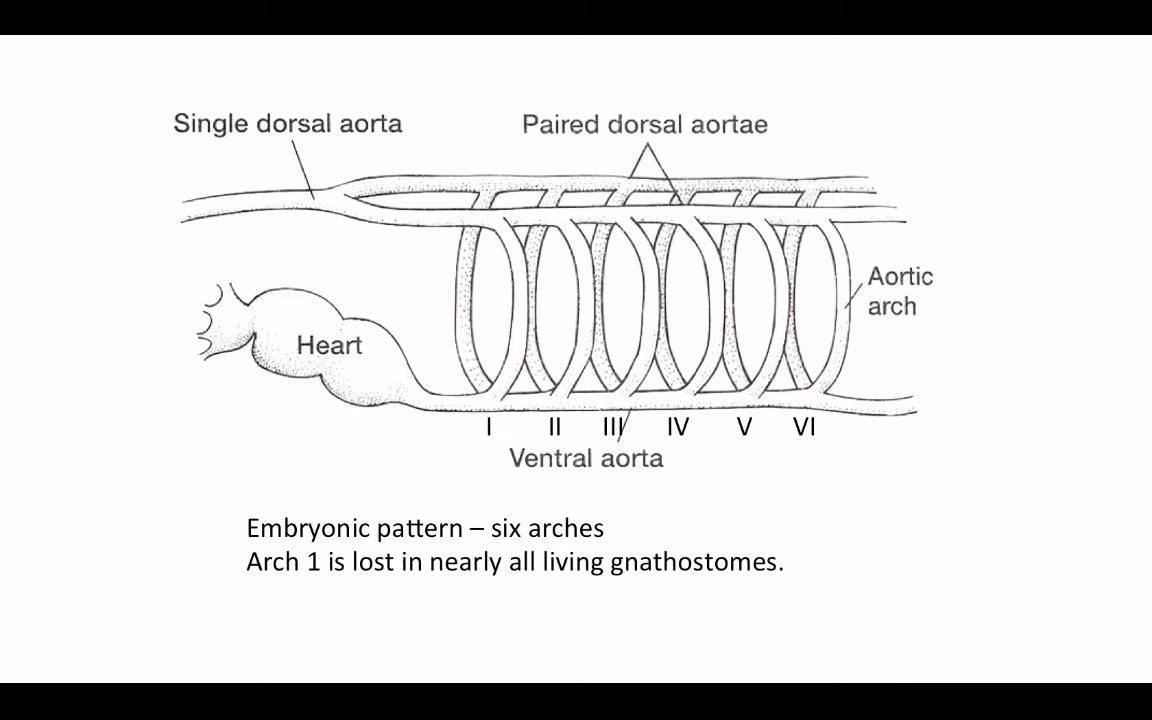 Single dorsal aorta
Paired dorsal aortae
Aortic
arch
Heart
I II III IV V VI
Ventral aorta
Embryonic pattern – six arches
Arch 1 is lost in nearly all living gnathostomes.